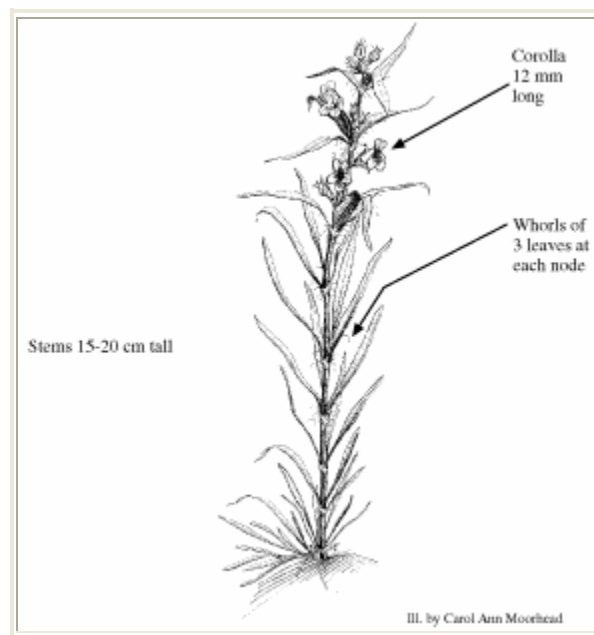 Corolla
12 mm
long
Whorls of
3 leaves at
each node
Stems 15-20 cm tall
Ill. by Carol Ann Moorhead